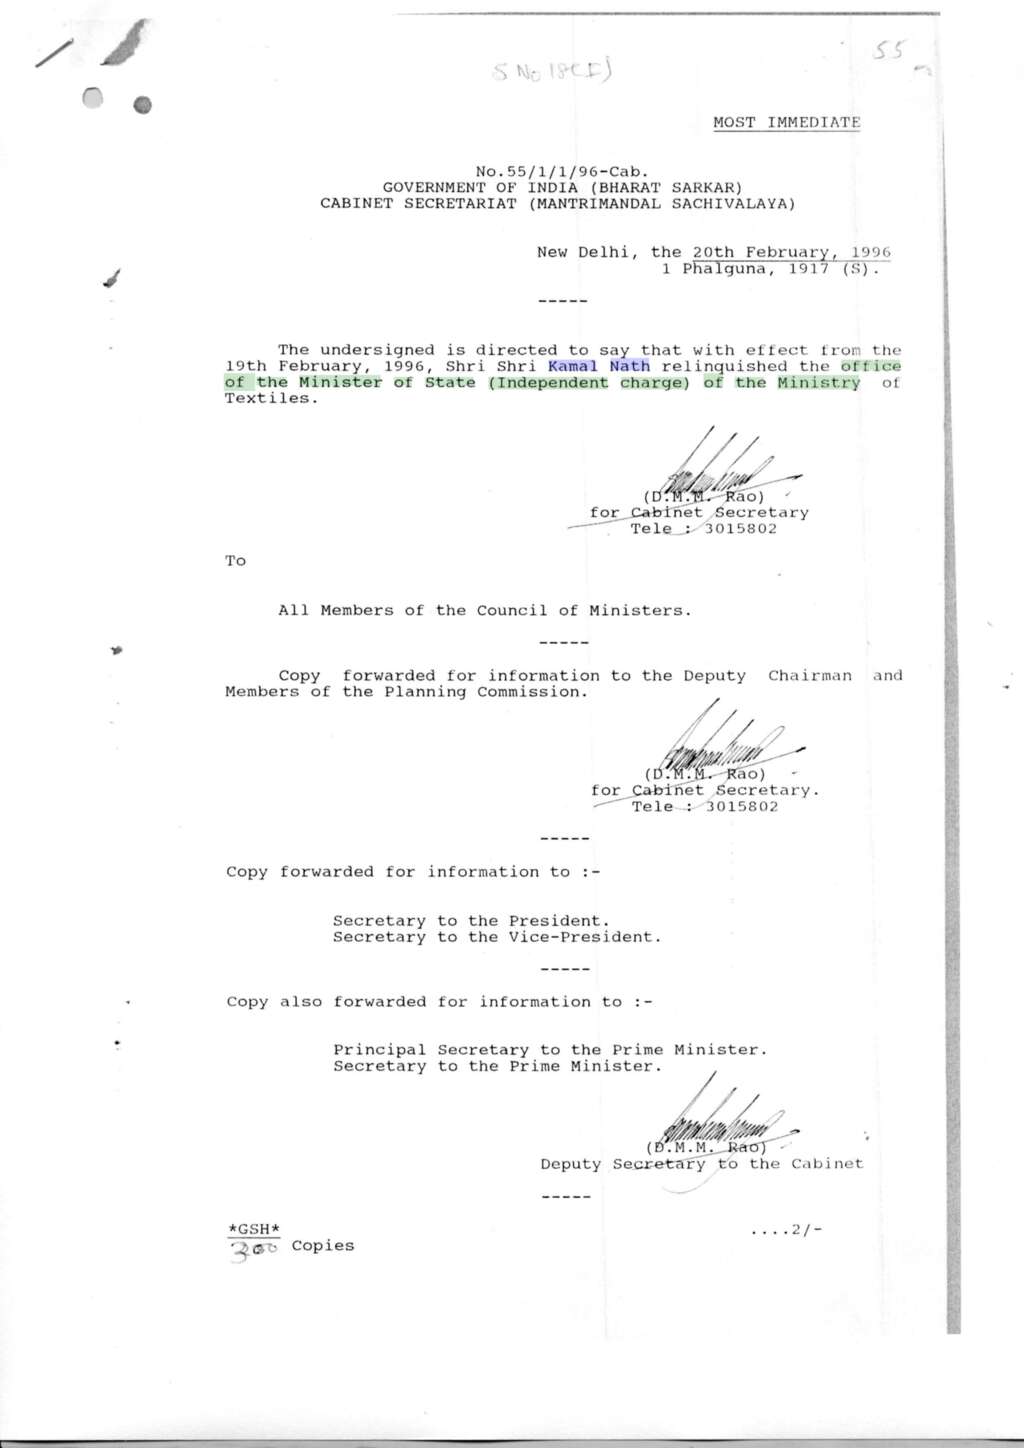 S No 18(I)
55
MOST IMMEDIATE
No.55/1/1/96-Cab.
GOVERNMENT OF INDIA (BHARAT SARKAR)
CABINET SECRETARIAT (MANTRIMANDAL SACHIVALAYA)
New Delhi, the 20th February, 1996
1 Phalguna, 1917 (S).
-----
The undersigned is directed to say that with effect from the
19th February, 1996, Shri Shri Kamal Nath relinquished the office
of the Minister of State (Independent charge) of the Ministry of
Textiles.
(D.M.M. Rao)
for Cabinet Secretary
Tele : 3015802
To
All Members of the Council of Ministers.
-----
Copy forwarded for information to the Deputy Chairman and
Members of the Planning Commission.
(D.M.M. Rao)
for Cabinet Secretary.
Tele : 3015802
-----
Copy forwarded for information to :-
Secretary to the President.
Secretary to the Vice-President.
-----
Copy also forwarded for information to :-
Principal Secretary to the Prime Minister.
Secretary to the Prime Minister.
(D.M.M. Rao)
Deputy Secretary to the Cabinet
-----
*GSH*
....2/-
300 Copies